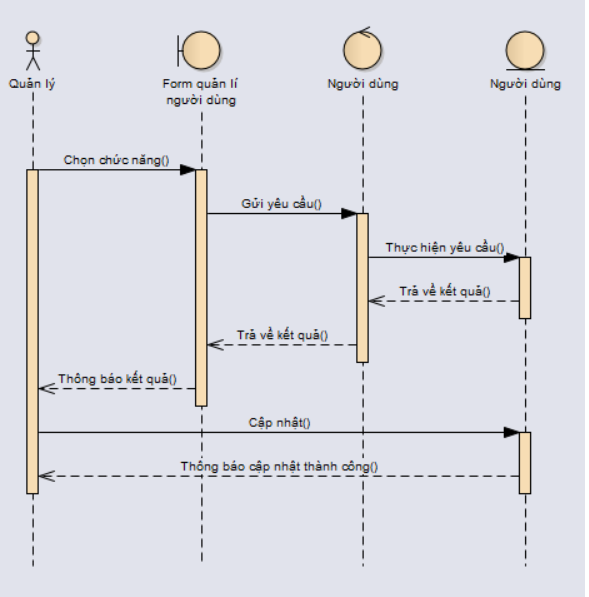 Quản lý
Form quản lí
người dùng
Người dùng
Người dùng
Chọn chức năng()
Gửi yêu cầu()
Thực hiện yêu cầu()
Trả về kết quả()
Trả về kết quả()
Thông báo kết quả()
Cập nhật()
Thông báo cập nhật thành công()